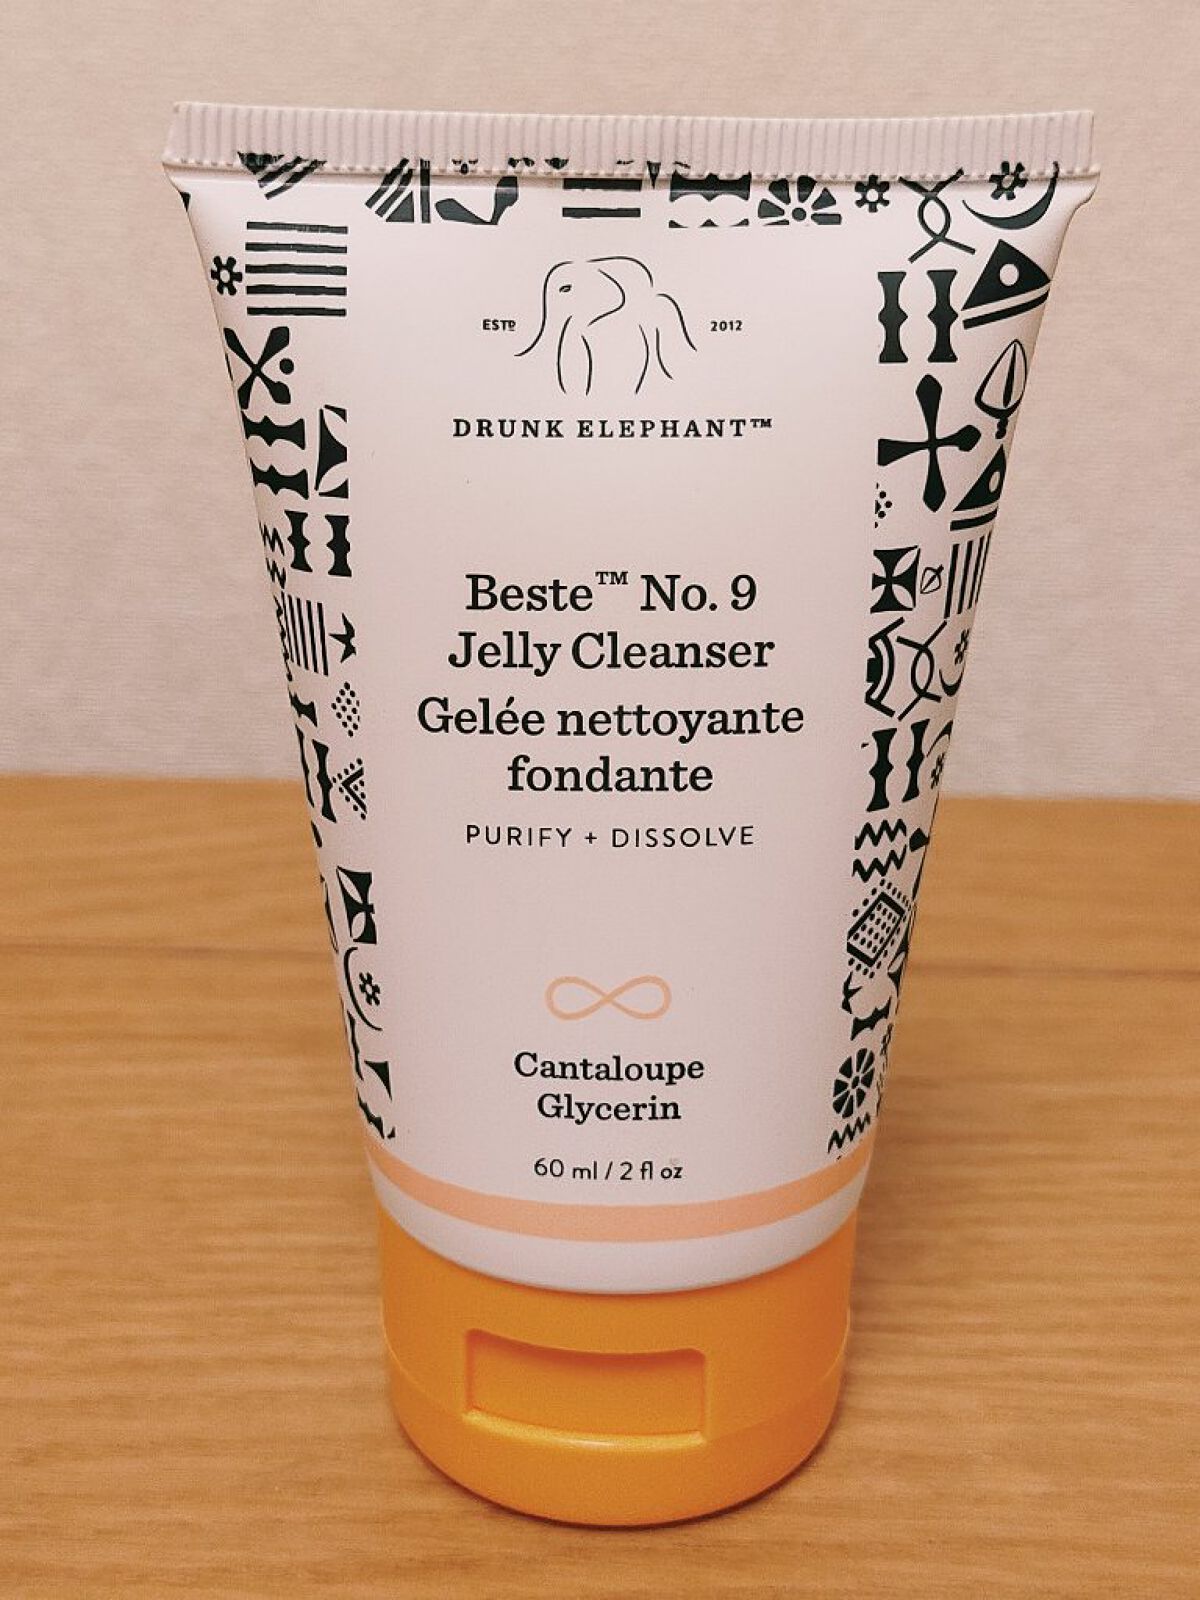 ESTD 2012
DRUNK ELEPHANT™
Beste™ No. 9
Jelly Cleanser
Gelée nettoyante
fondante
PURIFY + DISSOLVE
Cantaloupe
Glycerin
60 ml / 2 fl oz